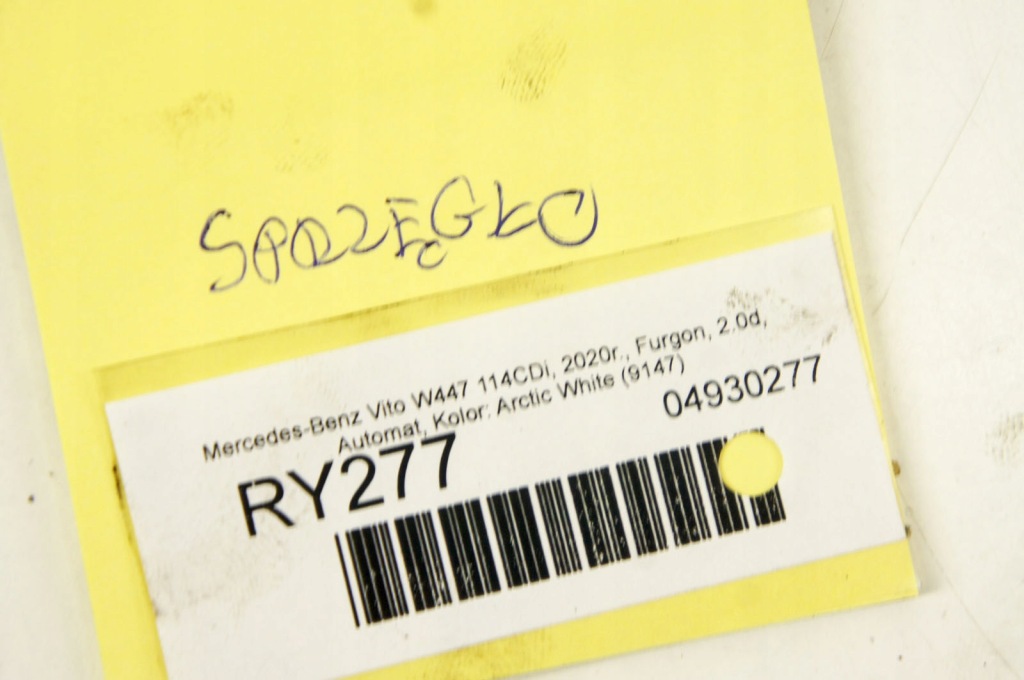 SPRZĘGŁO
Mercedes-Benz Vito W447 114CDi, 2020r., Furgon, 2.0d,
Automat, Kolor: Arctic White (9147)
RY277
04930277